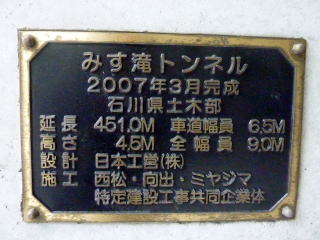 みす滝トンネル
2007年3月完成
石川県土木部
延長 451.0M 車道幅員 6.5M
高さ 4.5M 全幅員 9.0M
設計 日本工営(株)
施工 西松・向出・ミヤジマ
特定建設工事共同企業体